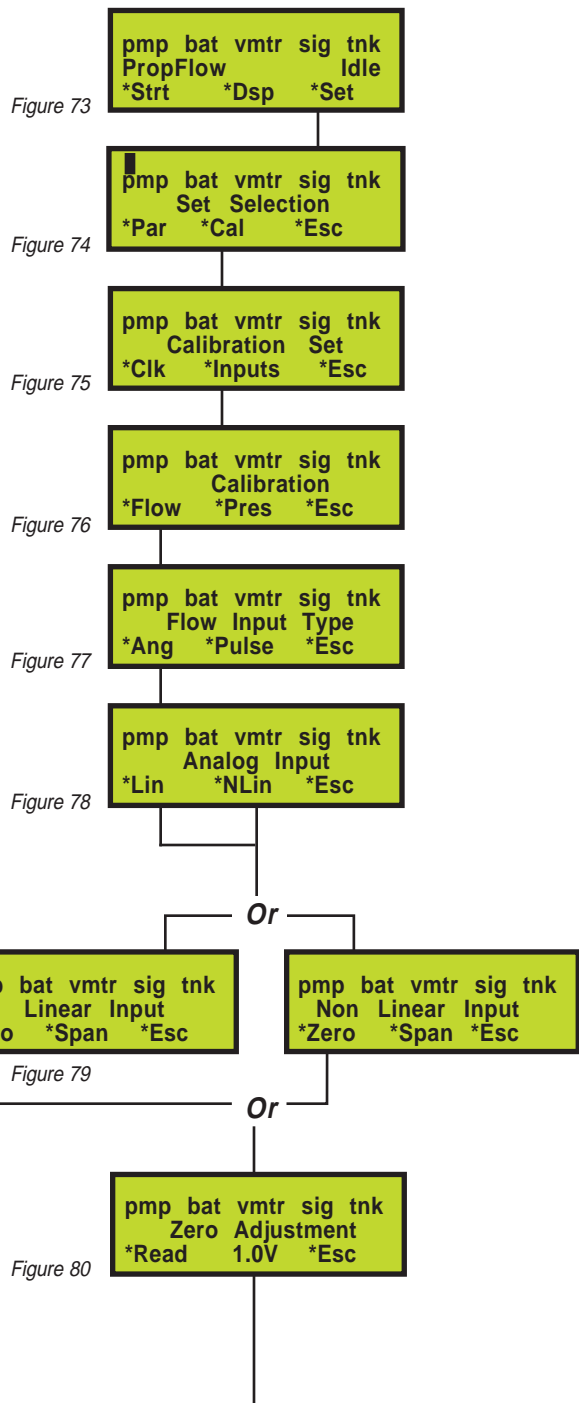 pmp bat vmtr sig tnk
PropFlow Idle
*Strt *Dsp *Set
Figure 73
pmp bat vmtr sig tnk
Set Selection
*Par *Cal *Esc
Figure 74
pmp bat vmtr sig tnk
Calibration Set
*Clk *Inputs *Esc
Figure 75
pmp bat vmtr sig tnk
Calibration
*Flow *Pres *Esc
Figure 76
pmp bat vmtr sig tnk
Flow Input Type
*Ang *Pulse *Esc
Figure 77
pmp bat vmtr sig tnk
Analog Input
*Lin *NLin *Esc
Figure 78
Or
bat vmtr sig tnk
Linear Input
*Span *Esc
pmp bat vmtr sig tnk
Non Linear Input
*Zero *Span *Esc
Figure 79
Or
pmp bat vmtr sig tnk
Zero Adjustment
*Read 1.0V *Esc
Figure 80